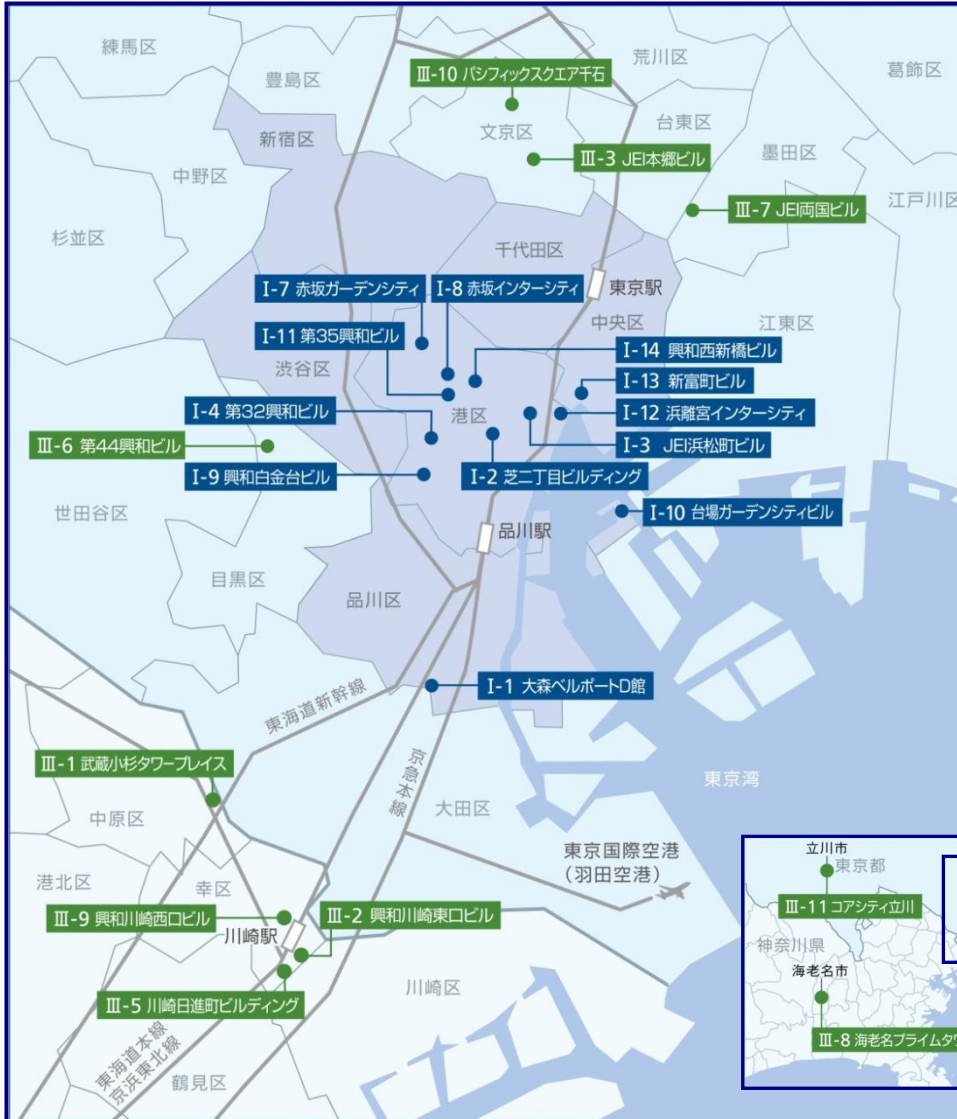 練馬区
豊島区
荒川区
葛飾区
Ⅲ-10 パシフィックスクエア千石
文京区
台東区
新宿区
Ⅲ-3 JEI本郷ビル
墨田区
中野区
江戸川区
Ⅲ-7 JEI両国ビル
杉並区
千代田区
I-7 赤坂ガーデンシティ
I-8 赤坂インターシティ
東京駅
I-11 第35興和ビル
中央区
江東区
I-14 興和西新橋ビル
渋谷区
I-13 新富町ビル
I-4 第32興和ビル
港区
I-12 浜離宮インターシティ
Ⅲ-6 第44興和ビル
I-3 JEI浜松町ビル
I-9 興和白金台ビル
I-2 芝二丁目ビルディング
世田谷区
I-10 台場ガーデンシティビル
品川駅
目黒区
品川区
I-1 大森ベルポートD館
東海道新幹線
Ⅲ-1 武蔵小杉タワープレイス
京急本線
東京湾
大田区
中原区
東京国際空港
(羽田空港)
港北区
幸区
Ⅲ-9 興和川崎西口ビル
Ⅲ-2 興和川崎東口ビル
川崎駅
Ⅲ-5 川崎日進町ビルディング
川崎区
東海道本線
京浜東北線
鶴見区
立川市
東京都
Ⅲ-11 コアシティ立川
神奈川県
海老名市
Ⅲ-8 海老名プライムタワ